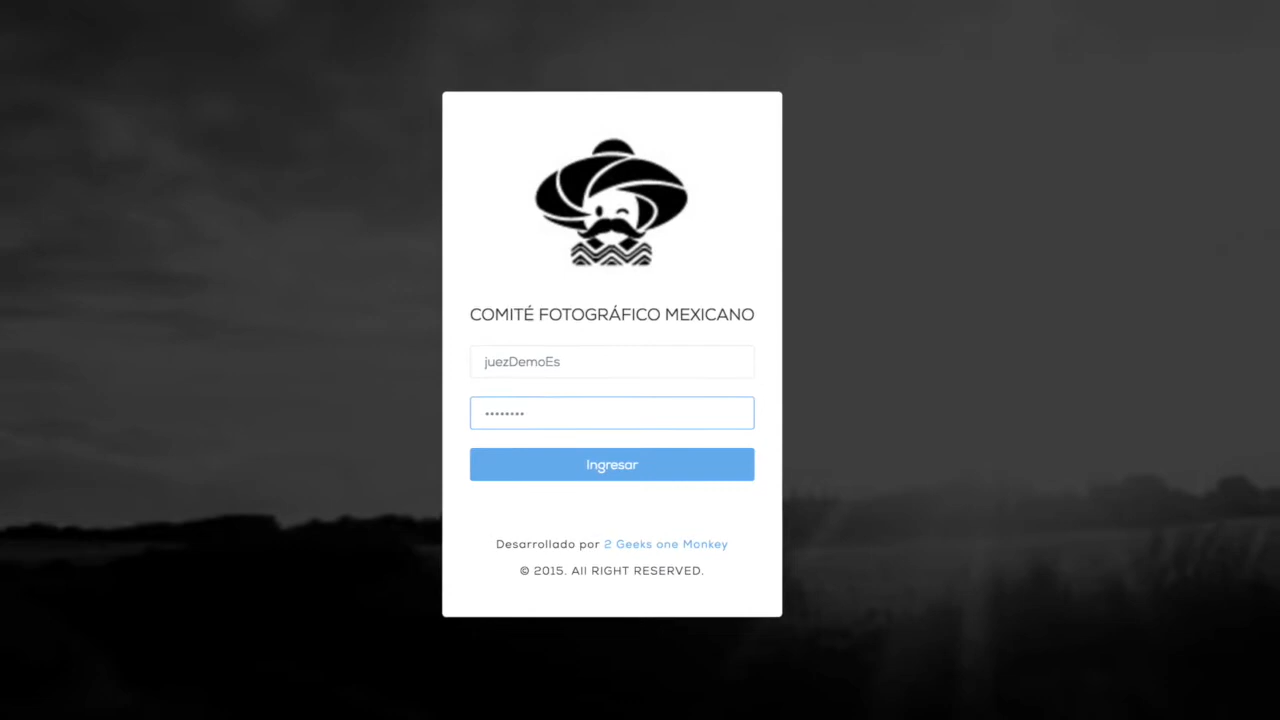 COMITÉ FOTOGRÁFICO MEXICANO
juezDemoEs
••••••••
Ingresar
Desarrollado por 2 Geeks one Monkey
© 2015. All RIGHT RESERVED.